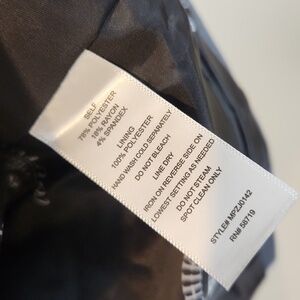 SELF
78% POLYESTER
18% RAYON
4% SPANDEX
LINING
100% POLYESTER
HAND WASH COLD SEPARATELY
DO NOT BLEACH
LINE DRY
IRON ON REVERSE SIDE ON
LOWEST SETTING AS NEEDED
DO NOT STEAM
SPOT CLEAN ONLY
STYLE# MPZJ0142
RN# 58719